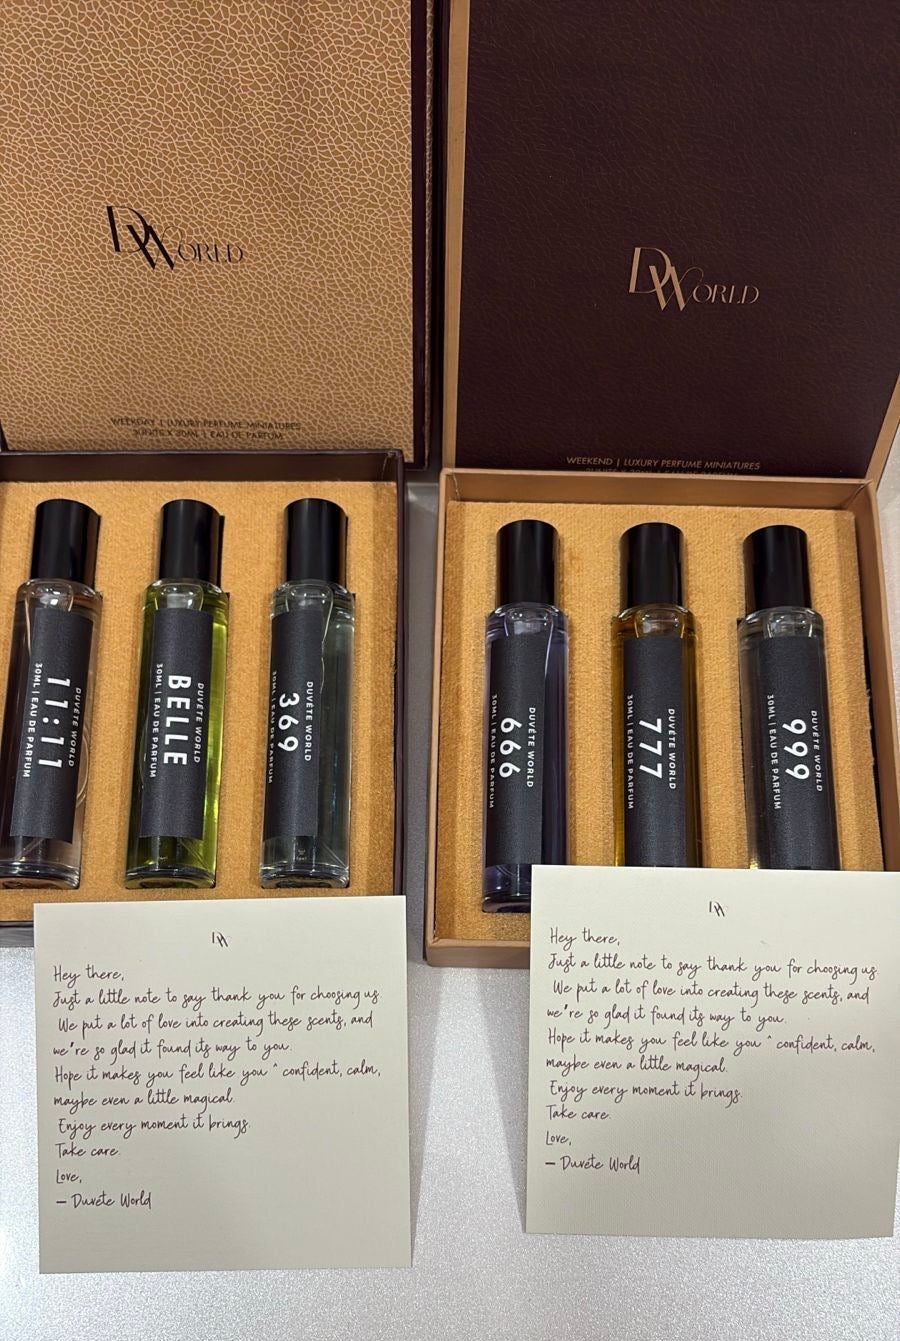 DWORLD
WEEKDAY | LUXURY PERFUME MINIATURES
3UNITS X 30ML | EAU DE PARFUM
DUVÉTE WORLD
11:11
30ML | EAU DE PARFUM
DUVÉTE WORLD
BELLE
30ML | EAU DE PARFUM
DUVÉTE WORLD
369
30ML | EAU DE PARFUM
DW
Hey there,
Just a little note to say thank you for choosing us
We put a lot of love into creating these scents, and
we're so glad it found its way to you.
Hope it makes you feel like you ^ confident, calm,
maybe even a little magical.
Enjoy every moment it brings.
Take care.
Love,
— Duvéte World
DWORLD
WEEKEND | LUXURY PERFUME MINIATURES
DUVÉTE WORLD
666
30ML | EAU DE PARFUM
DUVÉTE WORLD
777
30ML | EAU DE PARFUM
DUVÉTE WORLD
999
30ML | EAU DE PARFUM
DW
Hey there,
Just a little note to say thank you for choosing us
We put a lot of love into creating these scents, and
we're so glad it found its way to you.
Hope it makes you feel like you ^ confident, calm,
maybe even a little magical.
Enjoy every moment it brings.
Take care.
Love,
— Duvéte World